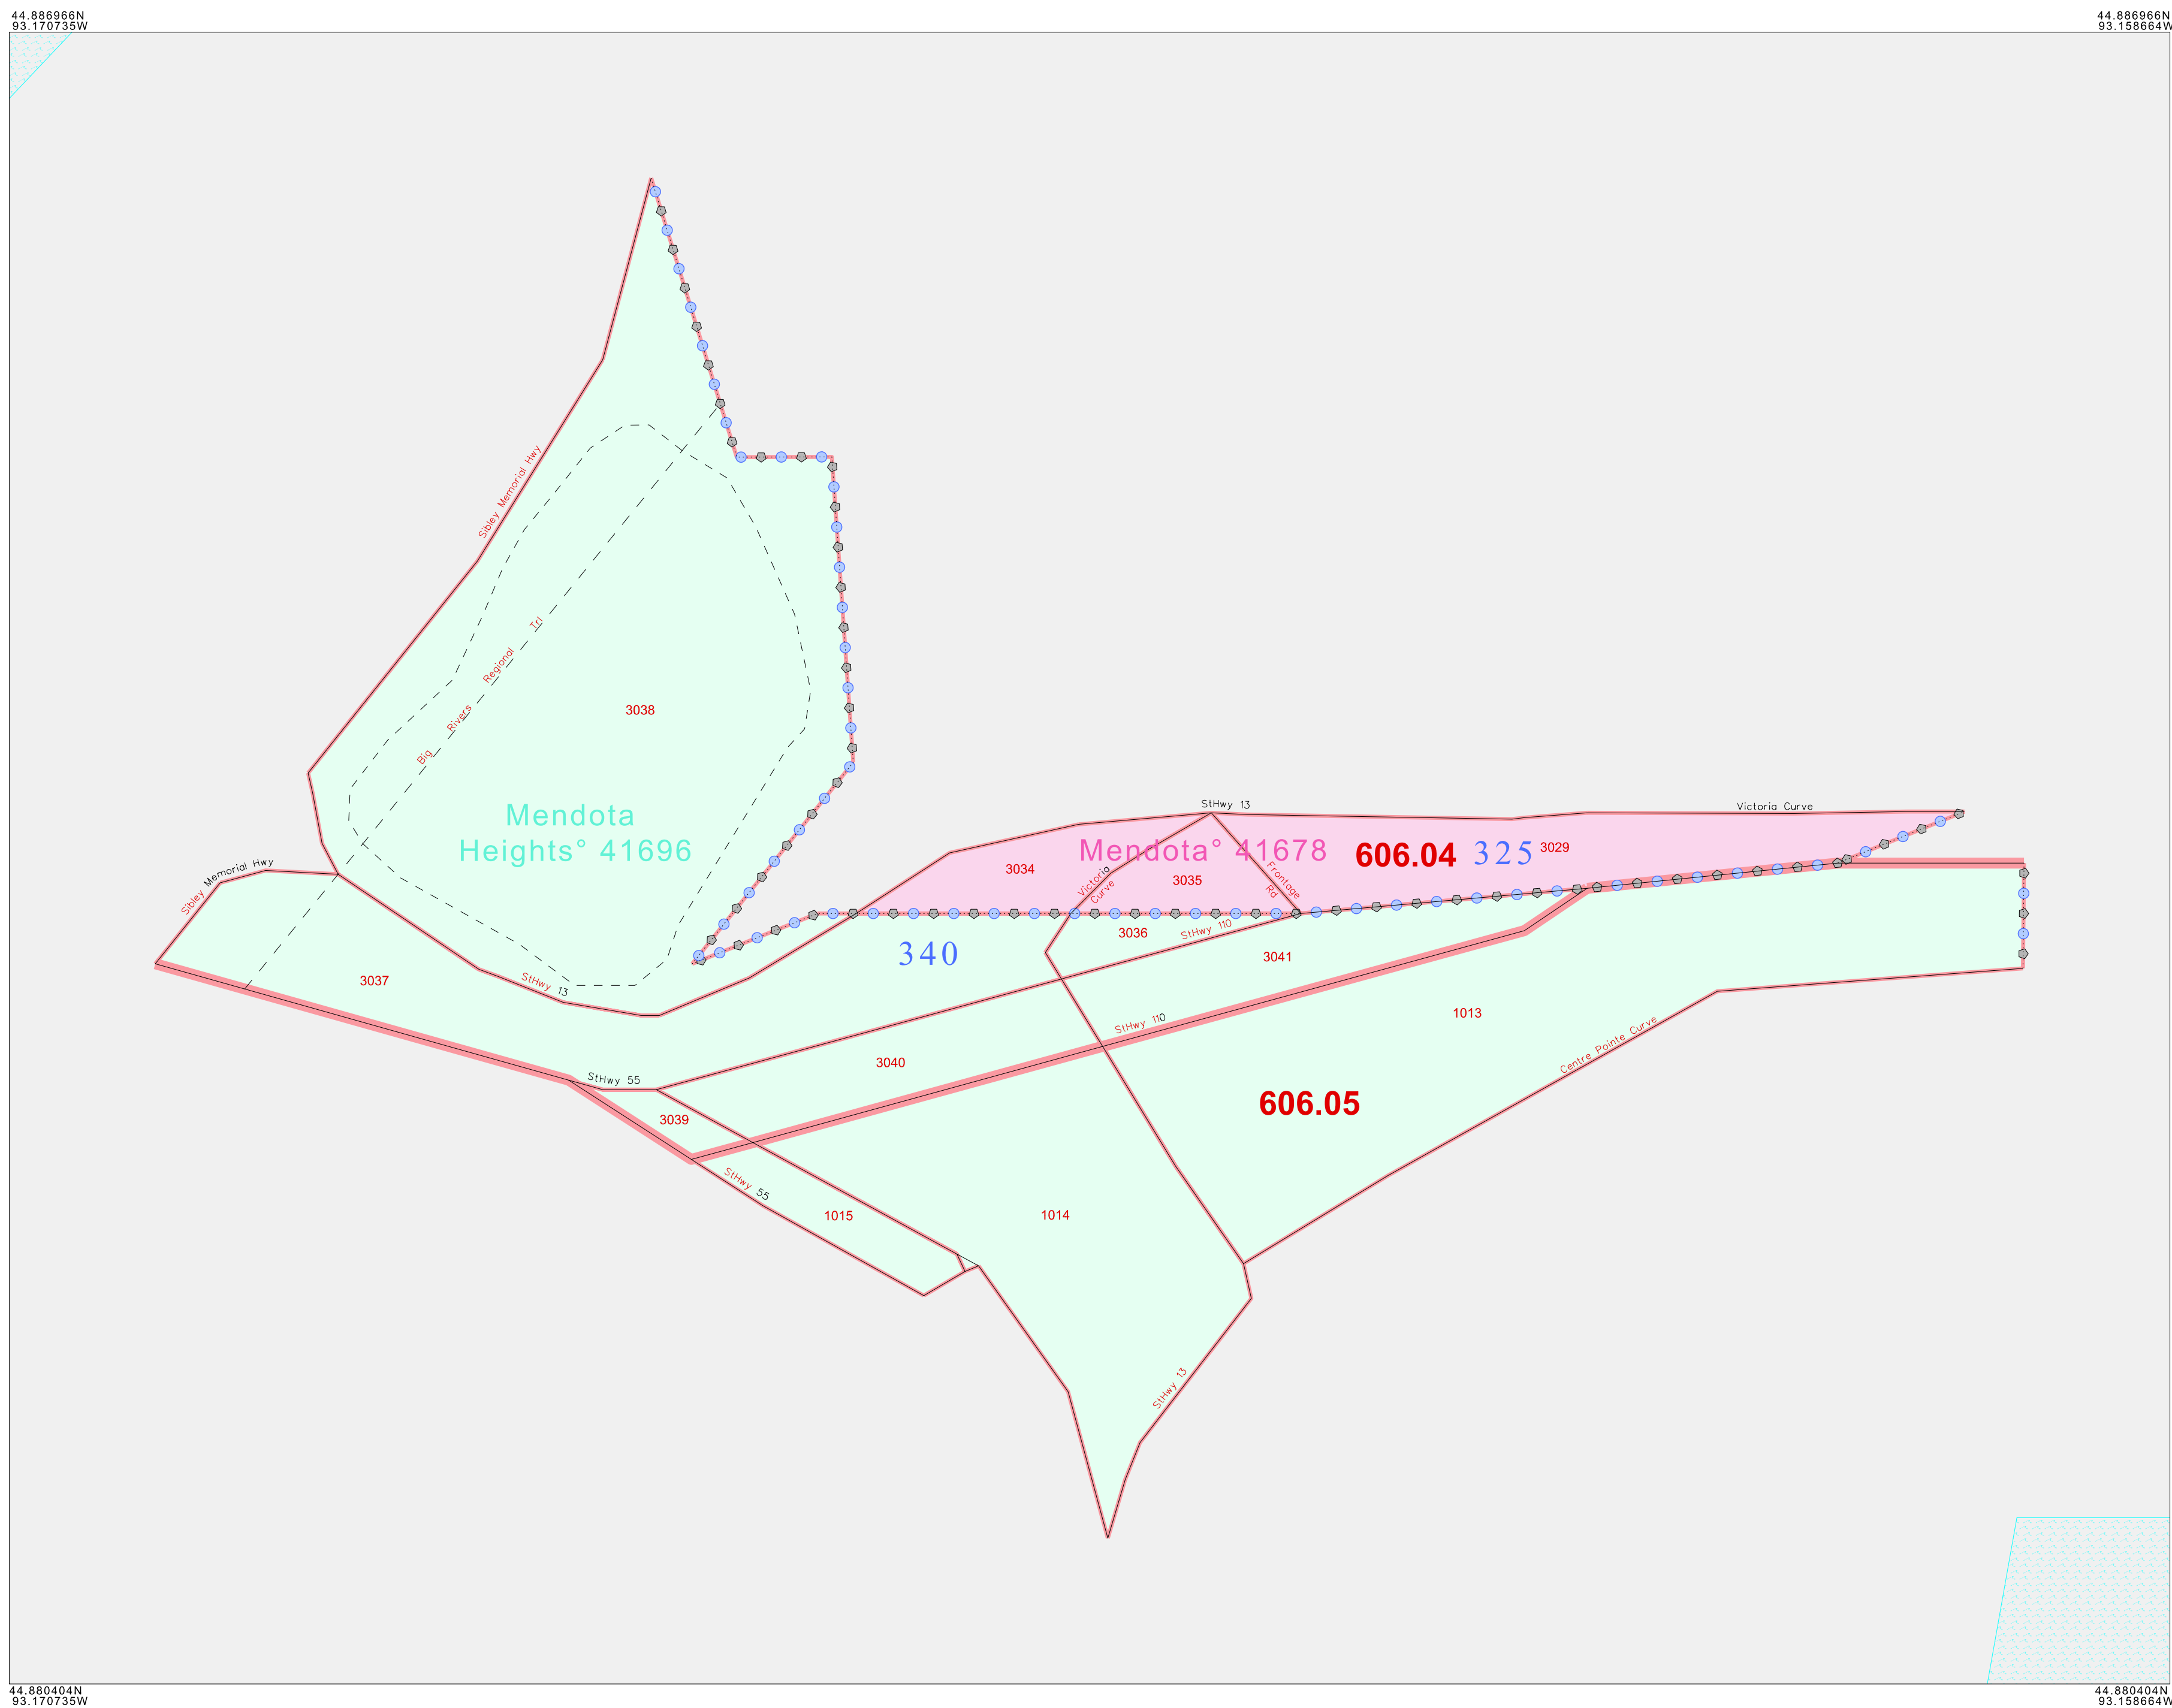 44.886966N
93.170735W
44.886966N
93.158664W
Sibley Memorial Hwy
Big Rivers Regional Trl
3038
Mendota
Heights° 41696
StHwy 13
Victoria Curve
Mendota° 41678
606.04
325
3029
3034
3035
Victoria
Curve
Frontage
Rd
Sibley Memorial Hwy
340
3036
StHwy 110
3041
3037
StHwy 13
1013
StHwy 110
Centre Pointe Curve
3040
StHwy 55
606.05
3039
StHwy 55
1015
1014
StHwy 13
44.880404N
93.170735W
44.880404N
93.158664W